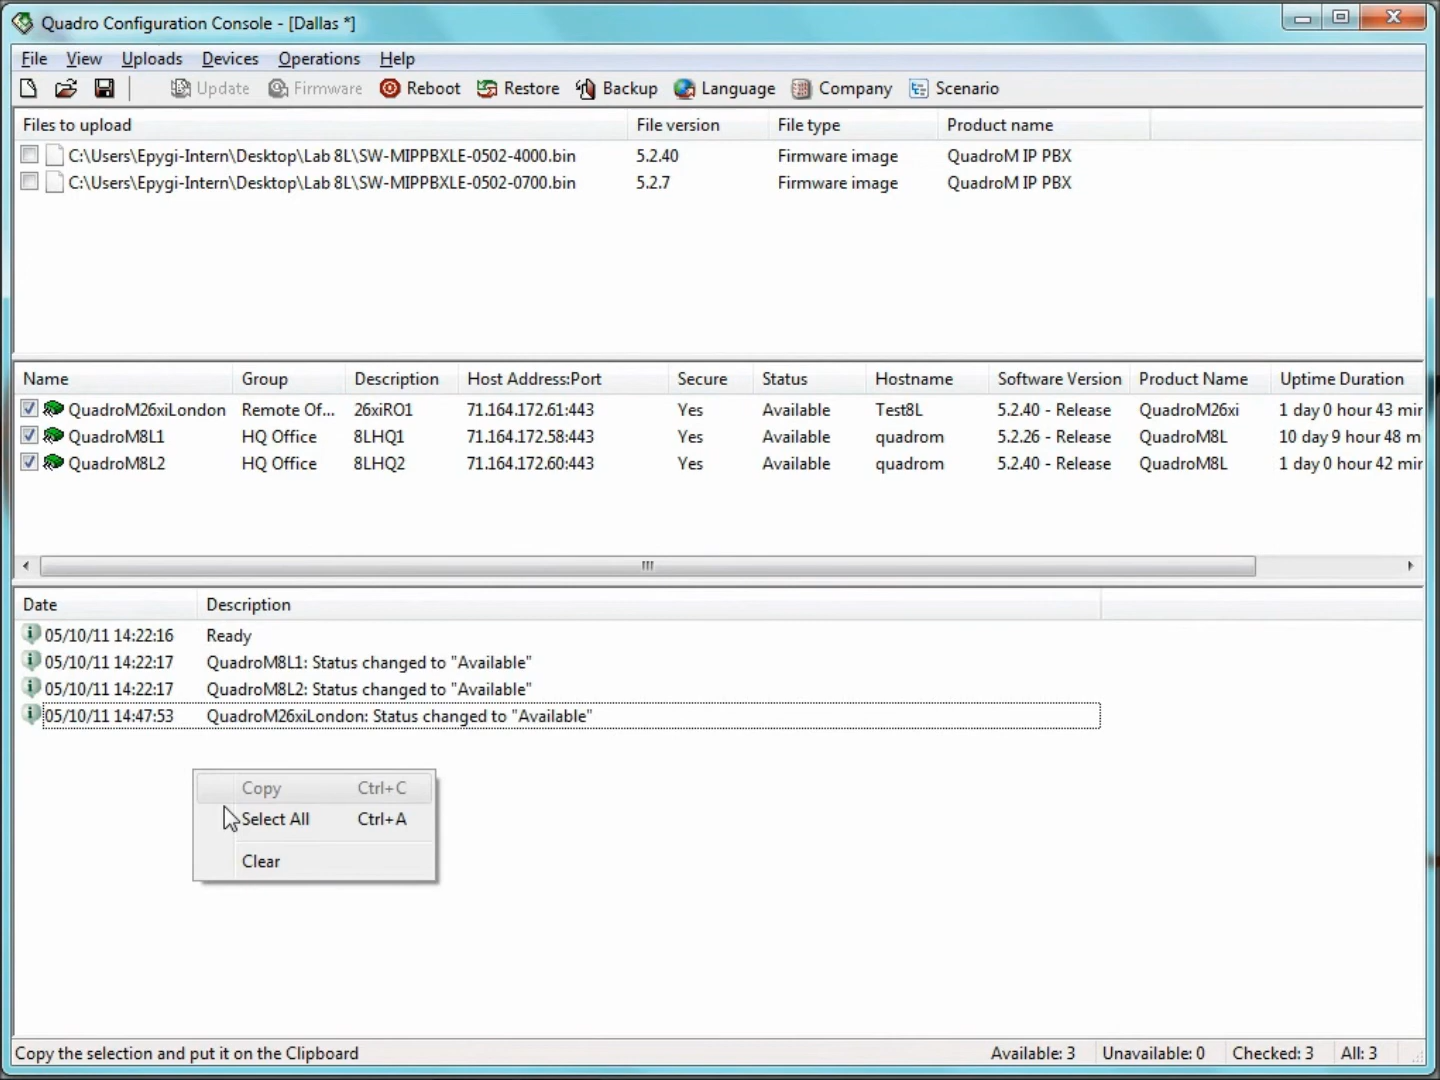 Quadro Configuration Console - [Dallas *]
File View Uploads Devices Operations Help
Update Firmware Reboot Restore Backup Language Company Scenario
Files to upload File version File type Product name
C:\Users\Epygi-Intern\Desktop\Lab 8L\SW-MIPPBXLE-0502-4000.bin 5.2.40 Firmware image QuadroM IP PBX
C:\Users\Epygi-Intern\Desktop\Lab 8L\SW-MIPPBXLE-0502-0700.bin 5.2.7 Firmware image QuadroM IP PBX
Name Group Description Host Address:Port Secure Status Hostname Software Version Product Name Uptime Duration
QuadroM26xiLondon Remote Of... 26xiRO1 71.164.172.61:443 Yes Available Test8L 5.2.40 - Release QuadroM26xi 1 day 0 hour 43 min
QuadroM8L1 HQ Office 8LHQ1 71.164.172.58:443 Yes Available quadrom 5.2.26 - Release QuadroM8L 10 day 9 hour 48 m
QuadroM8L2 HQ Office 8LHQ2 71.164.172.60:443 Yes Available quadrom 5.2.40 - Release QuadroM8L 1 day 0 hour 42 min
Date Description
05/10/11 14:22:16 Ready
05/10/11 14:22:17 QuadroM8L1: Status changed to "Available"
05/10/11 14:22:17 QuadroM8L2: Status changed to "Available"
05/10/11 14:47:53 QuadroM26xiLondon: Status changed to "Available"
Copy Ctrl+C
Select All Ctrl+A
Clear
Copy the selection and put it on the Clipboard Available: 3 Unavailable: 0 Checked: 3 All: 3